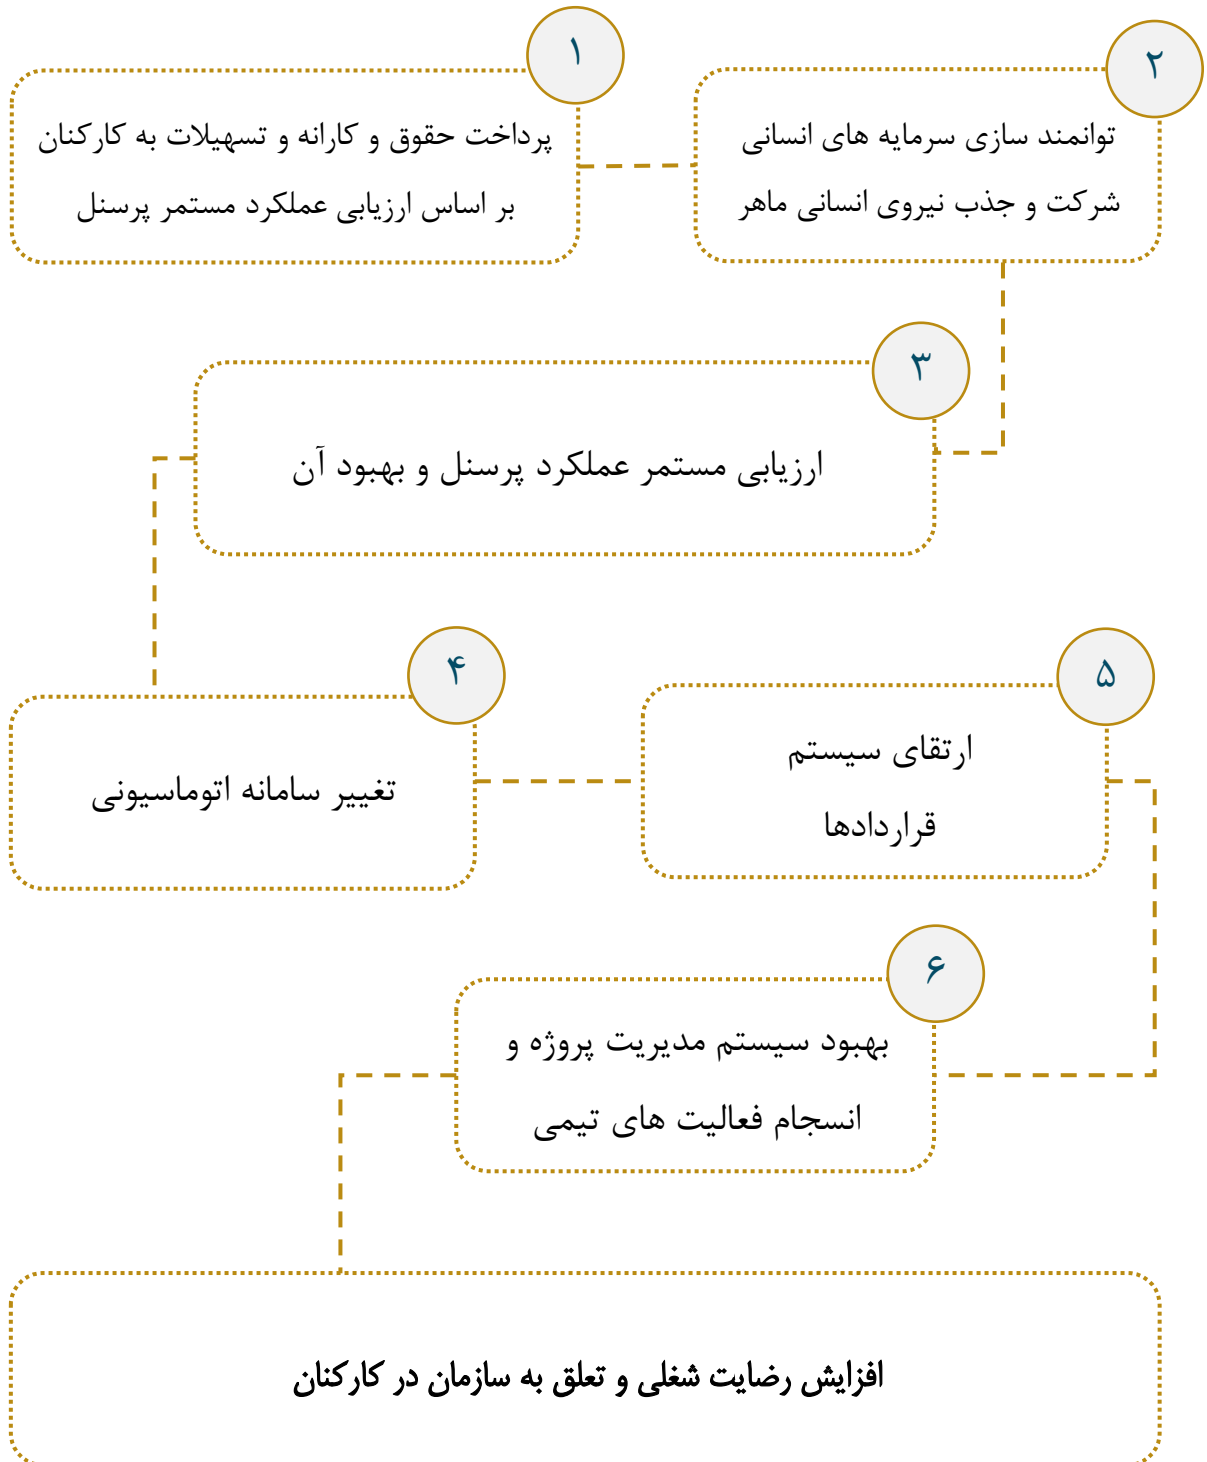 ۱
پرداخت حقوق و کارانه و تسهیلات به کارکنان
بر اساس ارزیابی عملکرد مستمر پرسنل
۲
توانمند سازی سرمایه های انسانی
شرکت و جذب نیروی انسانی ماهر
۳
ارزیابی مستمر عملکرد پرسنل و بهبود آن
۴
تغییر سامانه اتوماسیونی
۵
ارتقای سیستم
قراردادها
۶
بهبود سیستم مدیریت پروژه و
انسجام فعالیت های تیمی
افزایش رضایت شغلی و تعلق به سازمان در کارکنان